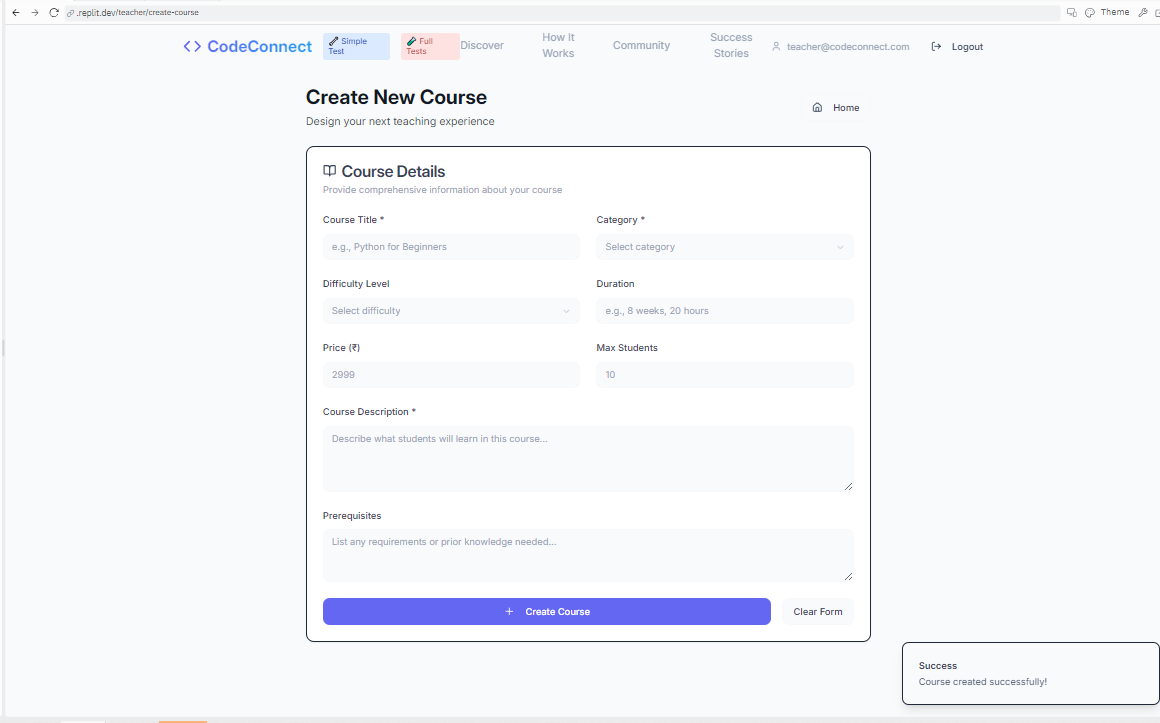 .replit.dev/teacher/create-course
Theme
CodeConnect
Simple
Test
Full
Tests
Discover
How It
Works
Community
Success
Stories
teacher@codeconnect.com
Logout
Create New Course
Design your next teaching experience
Home
Course Details
Provide comprehensive information about your course
Course Title *
Category *
e.g., Python for Beginners
Select category
Difficulty Level
Duration
Select difficulty
e.g., 8 weeks, 20 hours
Price (₹)
Max Students
2999
10
Course Description *
Describe what students will learn in this course...
Prerequisites
List any requirements or prior knowledge needed...
+ Create Course
Clear Form
Success
Course created successfully!